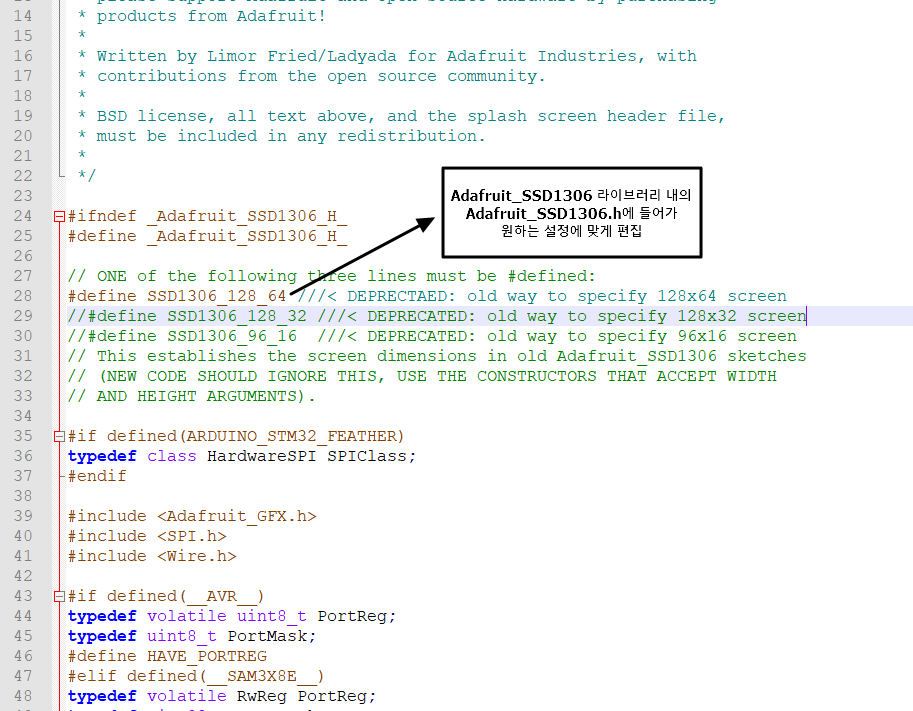 14 * products from Adafruit!
15 *
16 * Written by Limor Fried/Ladyada for Adafruit Industries, with
17 * contributions from the open source community.
18 *
19 * BSD license, all text above, and the splash screen header file,
20 * must be included in any redistribution.
21 *
22 */
23
Adafruit_SSD1306 라이브러리 내의
Adafruit_SSD1306.h에 들어가
원하는 설정에 맞게 편집
24 #ifndef _Adafruit_SSD1306_H_
25 #define _Adafruit_SSD1306_H_
26
27 // ONE of the following three lines must be #defined:
28 #define SSD1306_128_64 ///< DEPRECTAED: old way to specify 128x64 screen
29 //#define SSD1306_128_32 ///< DEPRECATED: old way to specify 128x32 screen
30 //#define SSD1306_96_16  ///< DEPRECATED: old way to specify 96x16 screen
31 // This establishes the screen dimensions in old Adafruit_SSD1306 sketches
32 // (NEW CODE SHOULD IGNORE THIS, USE THE CONSTRUCTORS THAT ACCEPT WIDTH
33 // AND HEIGHT ARGUMENTS).
34
35 #if defined(ARDUINO_STM32_FEATHER)
36 typedef class HardwareSPI SPIClass;
37 #endif
38
39 #include <Adafruit_GFX.h>
40 #include <SPI.h>
41 #include <Wire.h>
42
43 #if defined(__AVR__)
44 typedef volatile uint8_t PortReg;
45 typedef uint8_t PortMask;
46 #define HAVE_PORTREG
47 #elif defined(__SAM3X8E__)
48 typedef volatile RwReg PortReg;